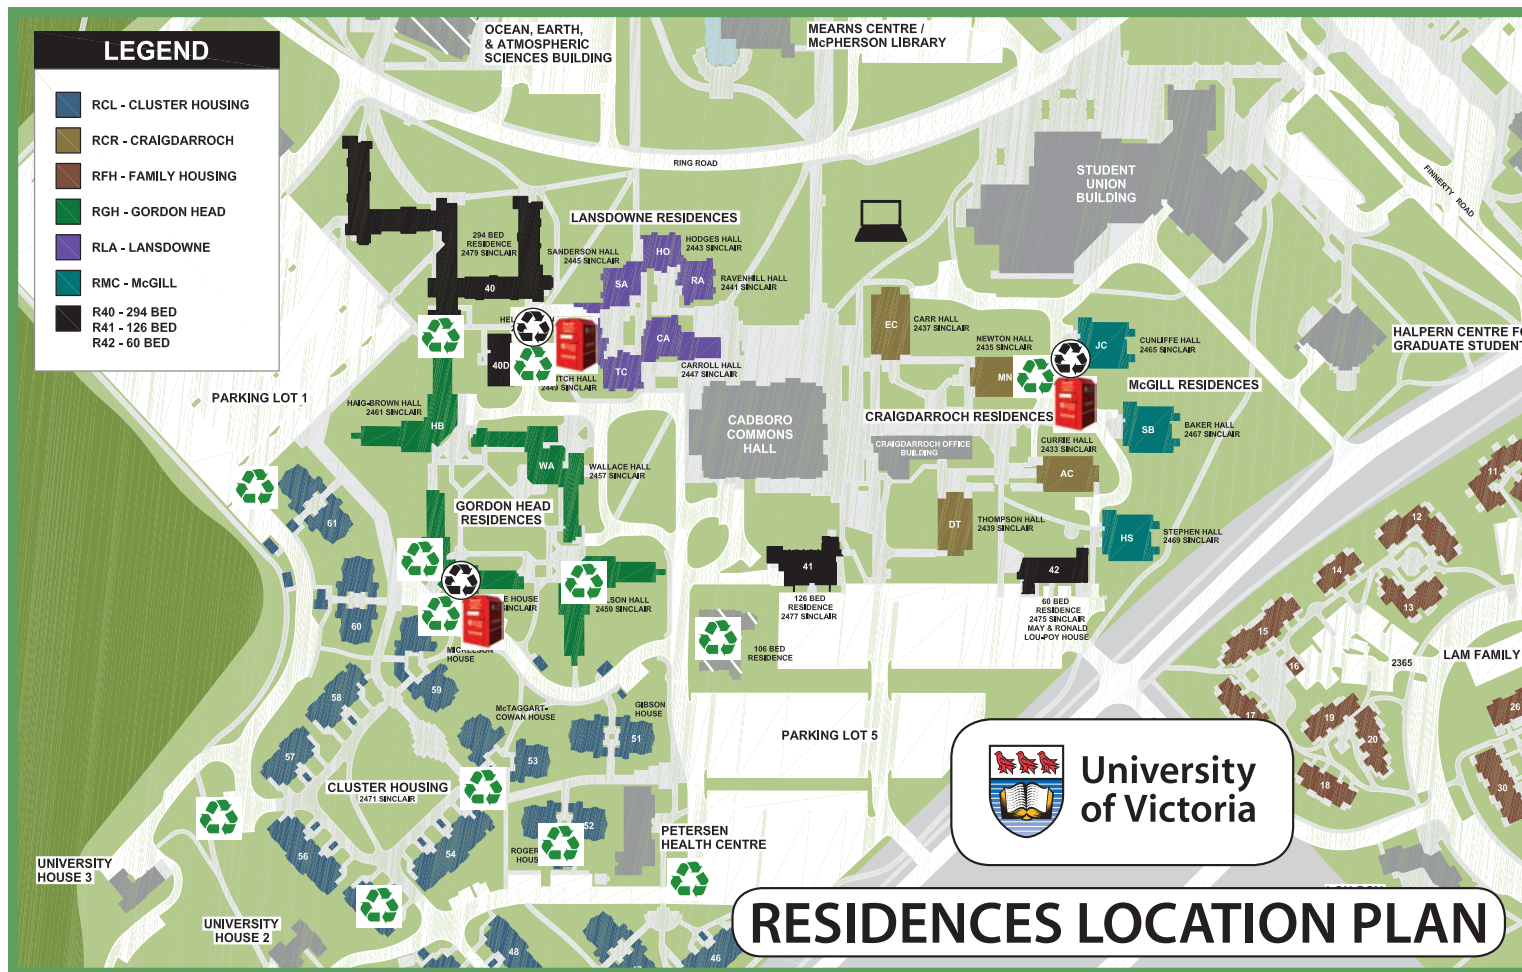 LEGEND
RCL - CLUSTER HOUSING
RCR - CRAIGDARROCH
RFH - FAMILY HOUSING
RGH - GORDON HEAD
RLA - LANSDOWNE
RMC - McGILL
R40 - 294 BED
R41 - 126 BED
R42 - 60 BED
OCEAN, EARTH,
& ATMOSPHERIC
SCIENCES BUILDING
MEARNS CENTRE /
McPHERSON LIBRARY
RING ROAD
STUDENT
UNION
BUILDING
FINNERTY ROAD
LANSDOWNE RESIDENCES
294 BED
RESIDENCE
2479 SINCLAIR
40
SANDERSON HALL
2445 SINCLAIR
HO
HODGES HALL
2443 SINCLAIR
SA
RA
RAVENHILL HALL
2441 SINCLAIR
CA
CARROLL HALL
2447 SINCLAIR
TC
2449 SINCLAIR
40D
EC
CARR HALL
2437 SINCLAIR
NEWTON HALL
2435 SINCLAIR
MN
JC
CUNLIFFE HALL
2465 SINCLAIR
HALPERN CENTRE
GRADUATE STUDENT
McGILL RESIDENCES
CRAIGDARROCH RESIDENCES
CRAIGDARROCH OFFICE
BUILDING
CURRIE HALL
2433 SINCLAIR
AC
SB
BAKER HALL
2467 SINCLAIR
PARKING LOT 1
HAIG-BROWN HALL
2461 SINCLAIR
HB
WA
WALLACE HALL
2457 SINCLAIR
CADBORO
COMMONS
HALL
GORDON HEAD
RESIDENCES
DT
THOMPSON HALL
2439 SINCLAIR
HS
STEPHEN HALL
2469 SINCLAIR
11
12
14
13
15
16
17
19
20
18
26
30
2365
LAM FAMILY
41
126 BED
RESIDENCE
2477 SINCLAIR
42
60 BED
RESIDENCE
2475 SINCLAIR
MAY & RONALD
LOU-POY HOUSE
61
60
HOUSE
SINCLAIR
SON HALL
2459 SINCLAIR
106 BED
RESIDENCE
MICKELSON
HOUSE
59
58
57
McTAGGART-
COWAN HOUSE
53
GIBSON
HOUSE
51
PARKING LOT 5
CLUSTER HOUSING
2471 SINCLAIR
52
56
54
PETERSEN
HEALTH CENTRE
UNIVERSITY
HOUSE 3
UNIVERSITY
HOUSE 2
48
46
University
of Victoria
RESIDENCES LOCATION PLAN